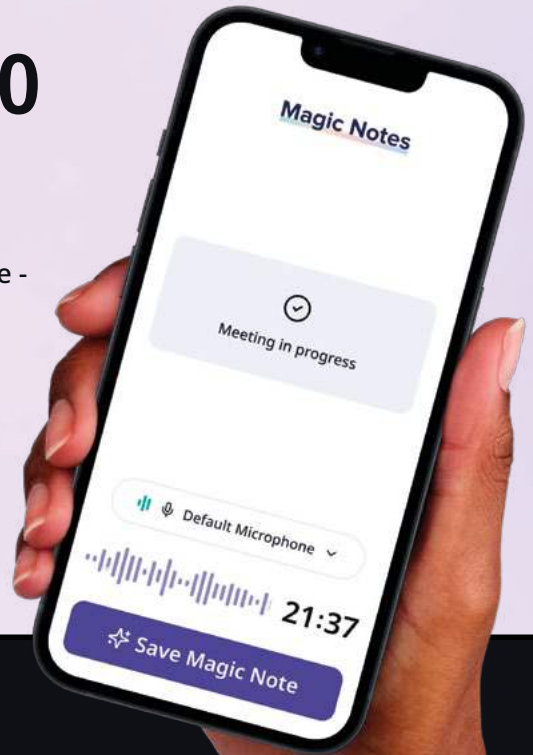 0
Magic Notes
e -
Meeting in progress
Default Microphone
21:37
Save Magic Note